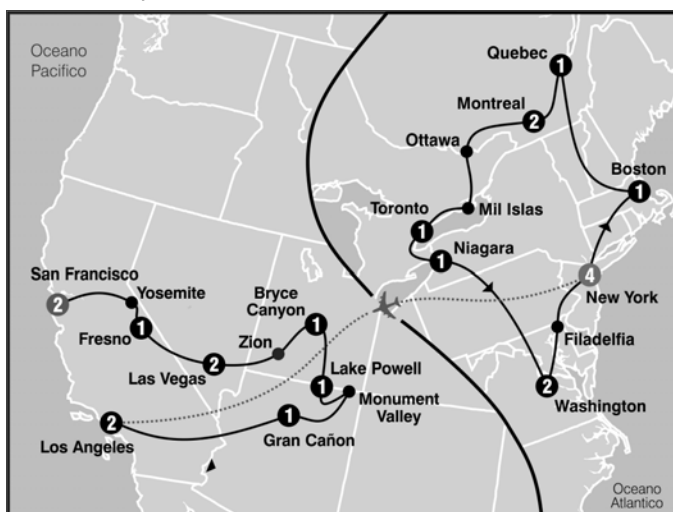 Oceano
Pacifico
Quebec
1
Montreal
2
Ottawa
Boston
1
Toronto
1
Mil Islas
Niagara
1
San Francisco
2
Yosemite
Bryce
Canyon
1
4
New York
Fresno
1
Zion
Filadelfia
Las Vegas
2
Lake Powell
1
Monument
Valley
2
Washington
Los Angeles
2
1
Gran Cañon
Oceano
Atlantico